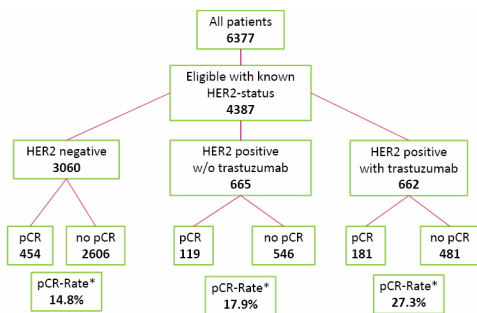 All patients
6377
Eligible with known
HER2-status
4387
HER2 negative
3060
HER2 positive
w/o trastuzumab
665
HER2 positive
with trastuzumab
662
pCR
454
no pCR
2606
pCR
119
no pCR
546
pCR
181
no pCR
481
pCR-Rate*
14.8%
pCR-Rate*
17.9%
pCR-Rate*
27.3%